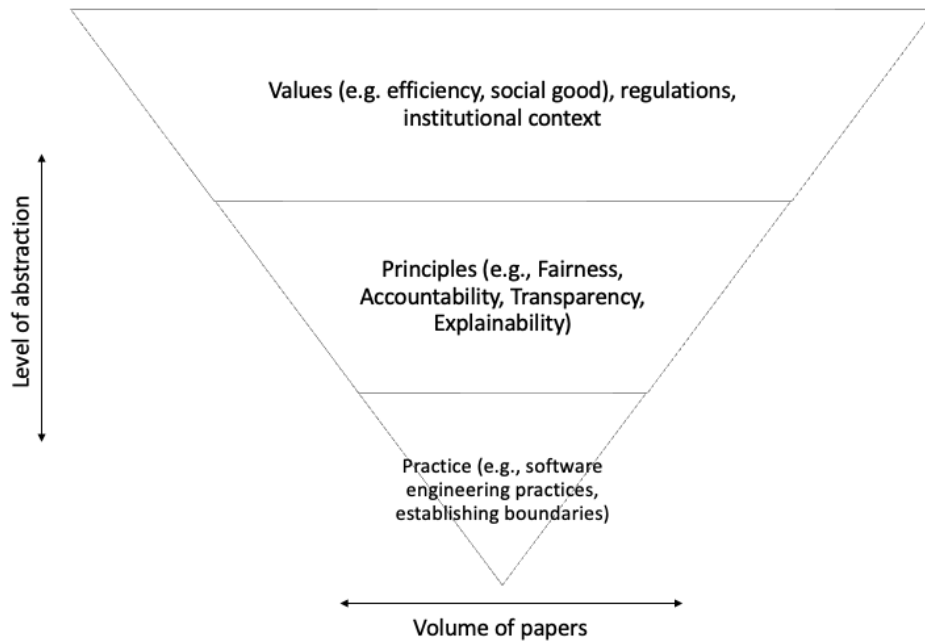 Values (e.g. efficiency, social good), regulations,
institutional context
Level of abstraction
Principles (e.g., Fairness,
Accountability, Transparency,
Explainability)
Practice (e.g., software
engineering practices,
establishing boundaries)
Volume of papers